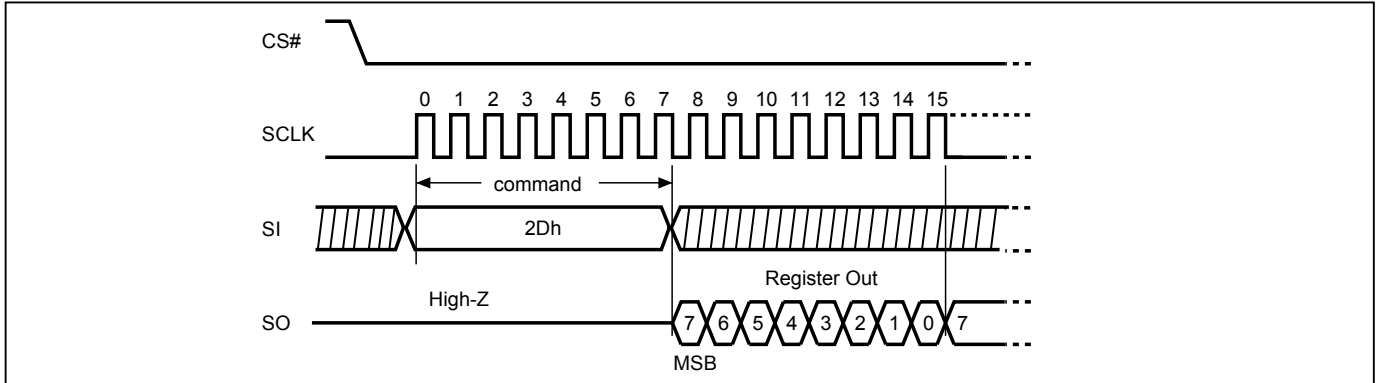 CS#
0 1 2 3 4 5 6 7 8 9 10 11 12 13 14 15
SCLK
command
SI
2Dh
Register Out
High-Z
SO
7 6 5 4 3 2 1 0 7
MSB